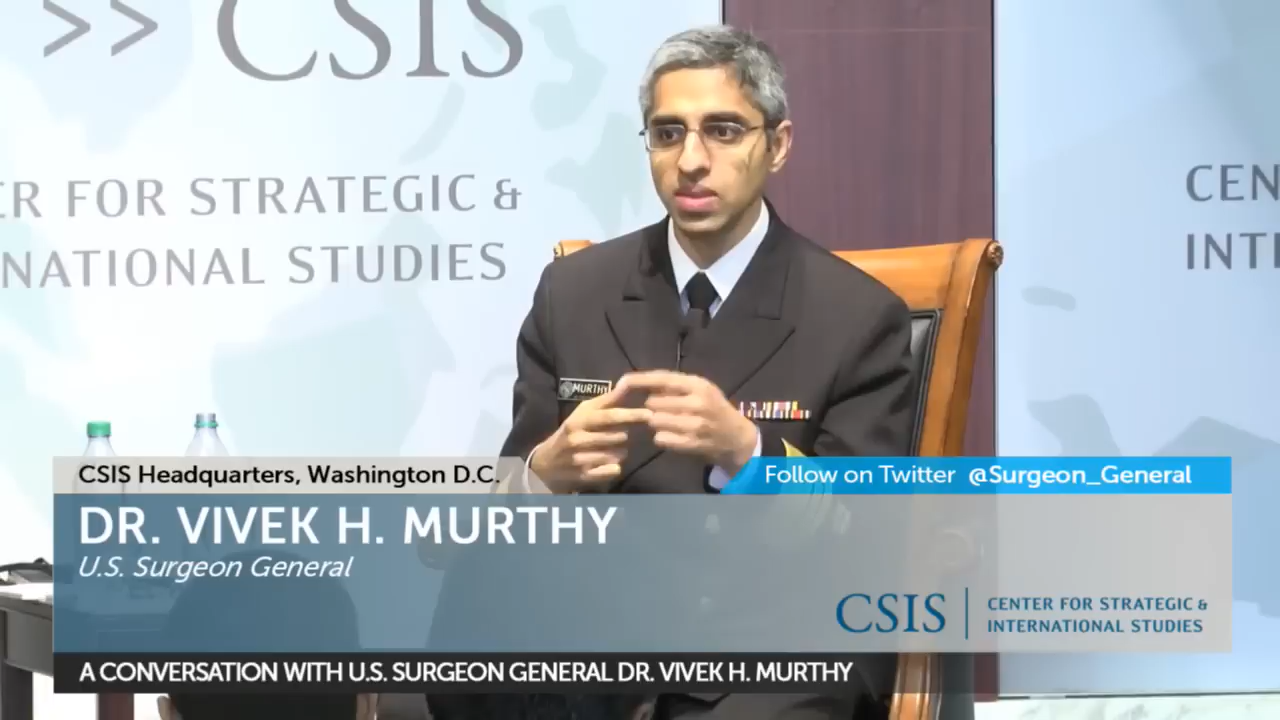 >> CSIS
ER FOR STRATEGIC &
NATIONAL STUDIES
CEN
INT
MURTHY
CSIS Headquarters, Washington D.C.
Follow on Twitter @Surgeon_General
DR. VIVEK H. MURTHY
U.S. Surgeon General
CSIS
CENTER FOR STRATEGIC &
INTERNATIONAL STUDIES
A CONVERSATION WITH U.S. SURGEON GENERAL DR. VIVEK H. MURTHY